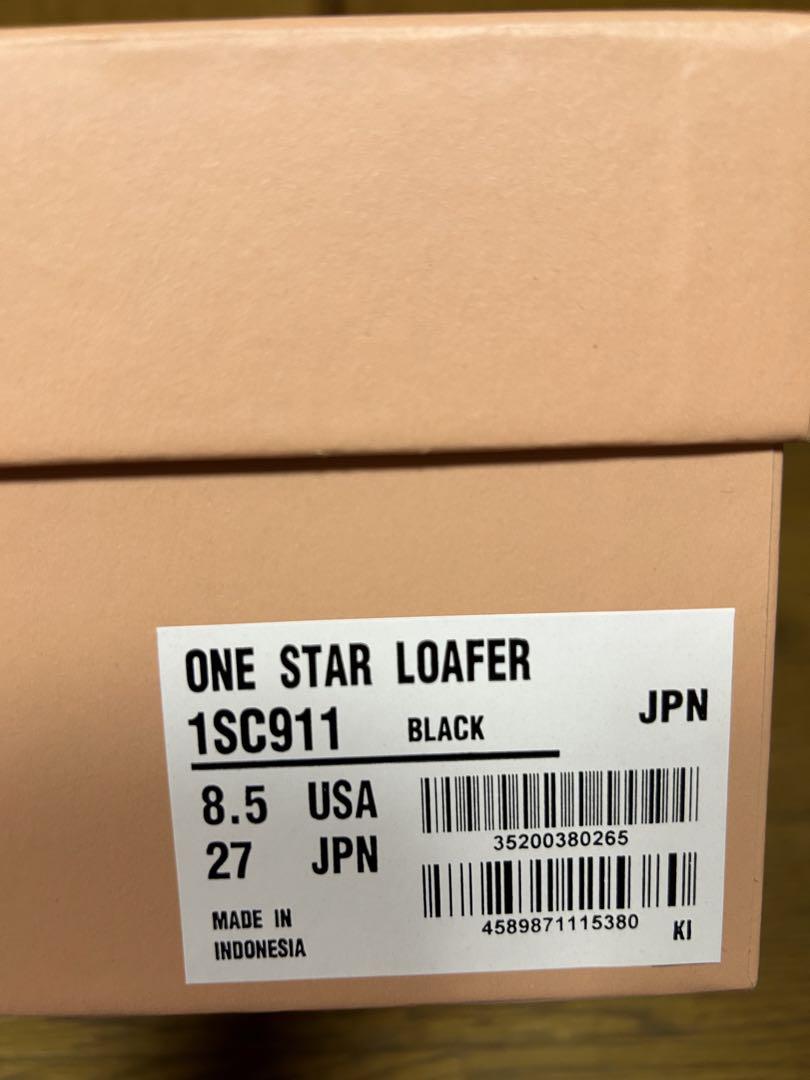 ONE STAR LOAFER
1SC911 BLACK JPN
8.5 USA
27 JPN
35200380265
4589871115380
MADE IN
INDONESIA
KI